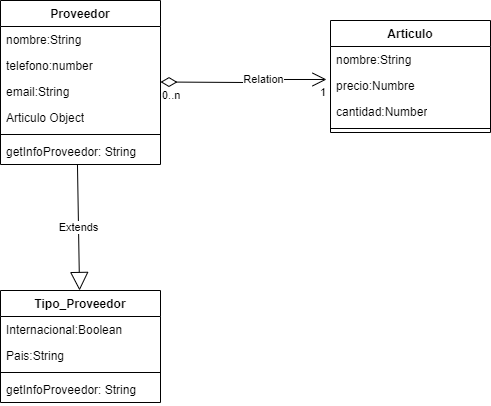 Proveedor
nombre:String
telefono:number
email:String
Articulo Object
getInfoProveedor: String
0..n
Relation
1
Articulo
nombre:String
precio:Numbre
cantidad:Number
Extends
Tipo_Proveedor
Internacional:Boolean
Pais:String
getInfoProveedor: String